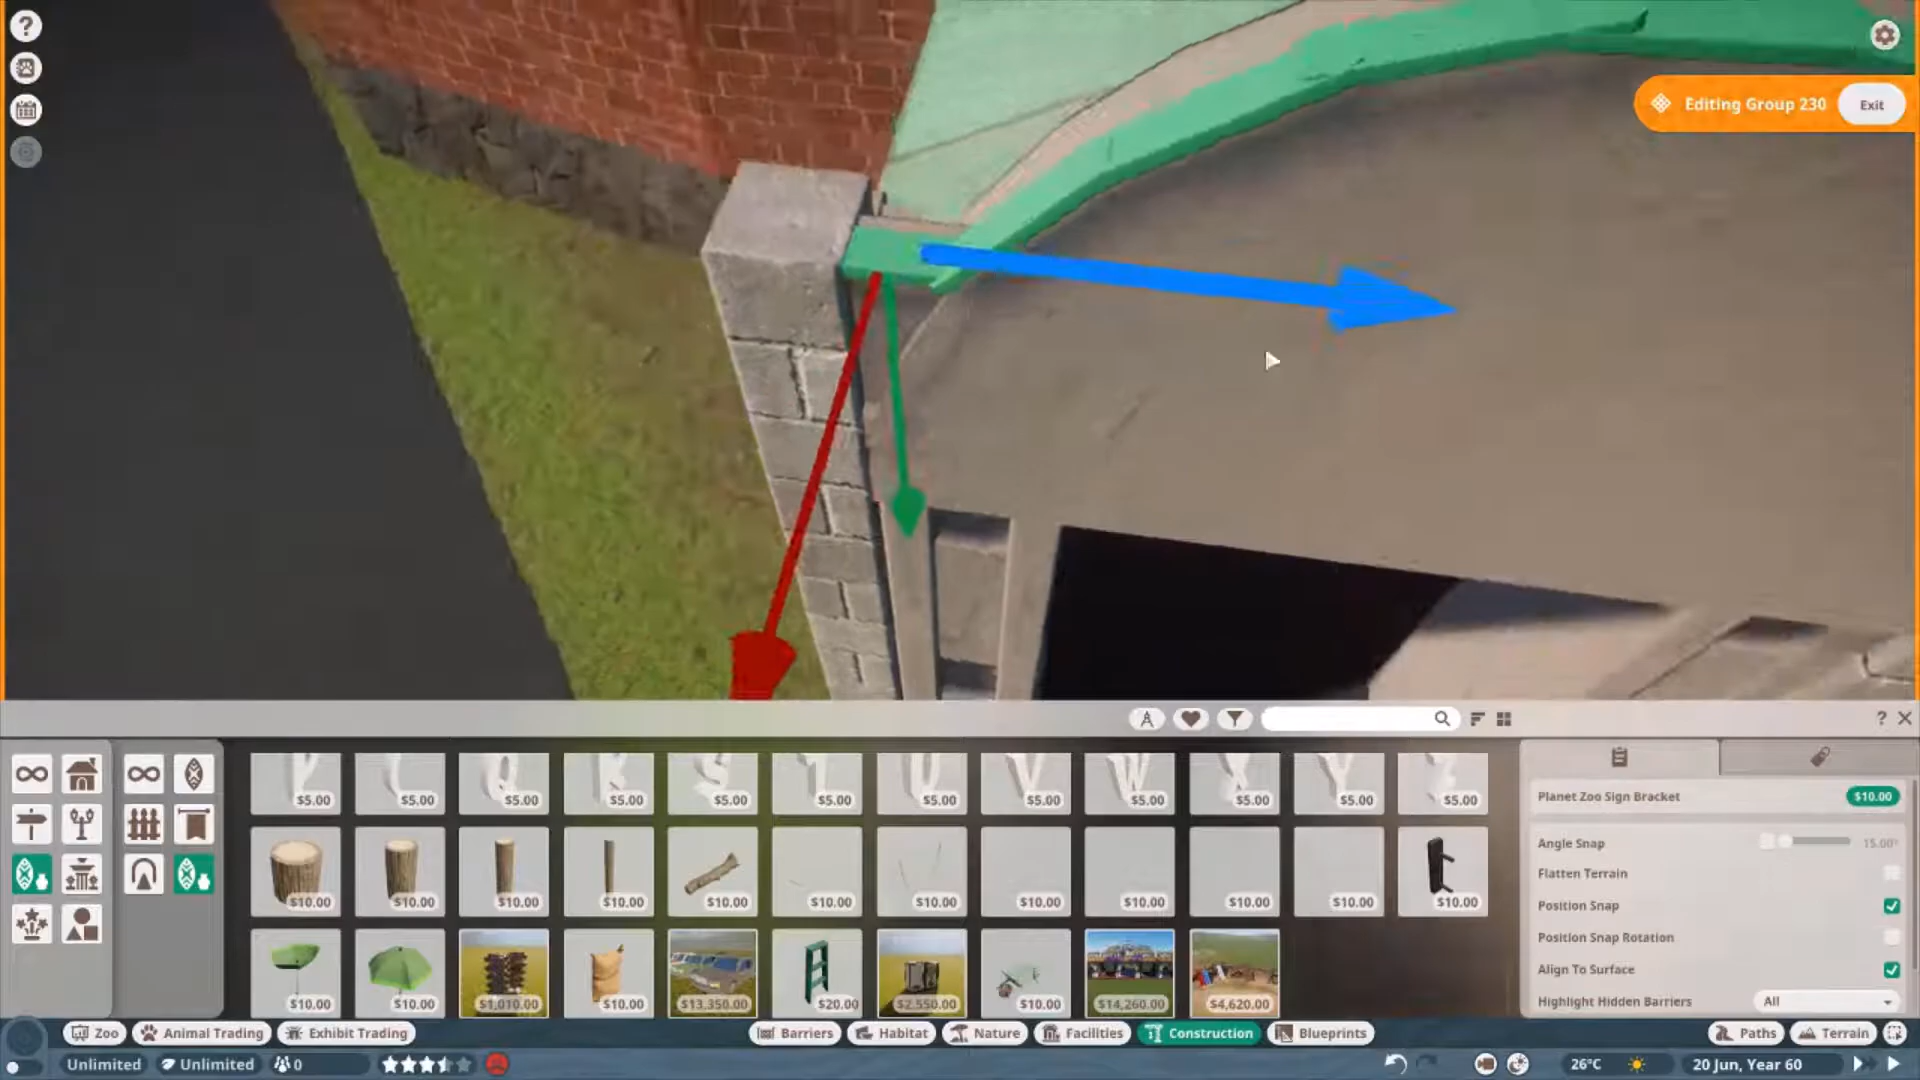 ?
Editing Group 230
Exit
?
P
Q
R
S
T
U
V
W
X
Y
Z
$5.00
$5.00
$5.00
$5.00
$5.00
$5.00
$5.00
$5.00
$5.00
$5.00
$5.00
$5.00
$10.00
$10.00
$10.00
$10.00
$10.00
$10.00
$10.00
$10.00
$10.00
$10.00
$10.00
$10.00
$10.00
$10.00
$1,010.00
$10.00
$13,350.00
$20.00
$2,550.00
$10.00
$14,260.00
$4,620.00
Planet Zoo Sign Bracket
$10.00
Angle Snap
15.00°
Flatten Terrain
Position Snap
Position Snap Rotation
Align To Surface
Highlight Hidden Barriers
All
Zoo
Animal Trading
Exhibit Trading
Barriers
Habitat
Nature
Facilities
Construction
Blueprints
Paths
Terrain
Unlimited
Unlimited
0
26°C
20 Jun, Year 60